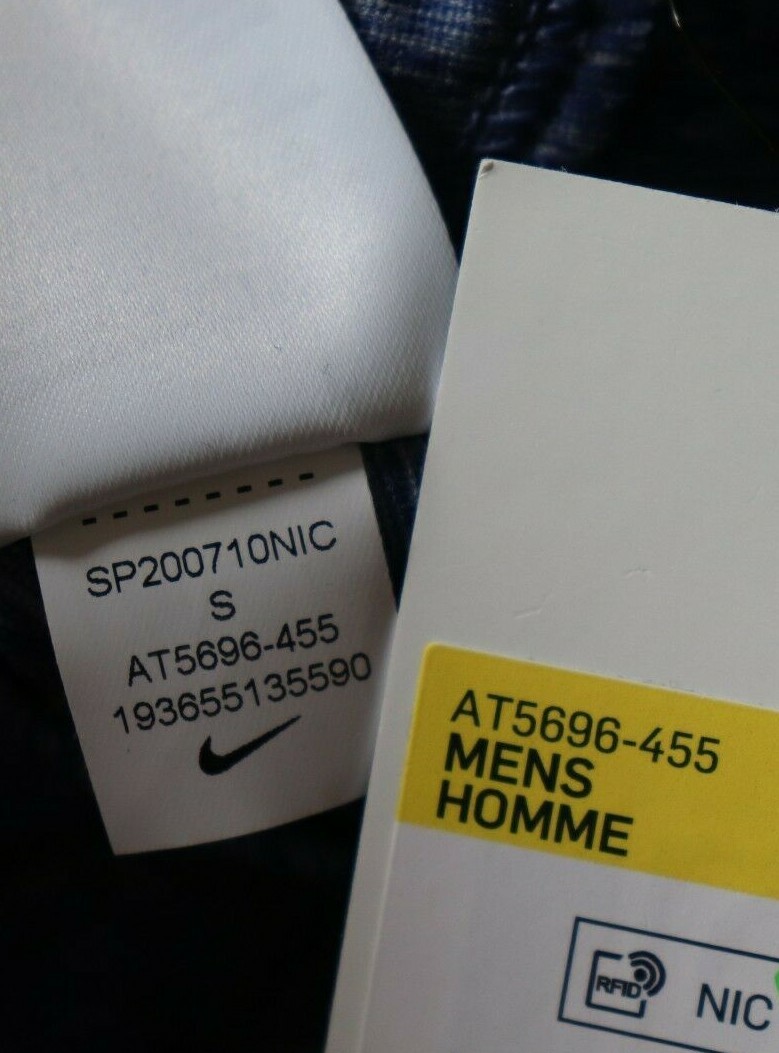 SP200710NIC
S
AT5696-455
193655135590
AT5696-455
MENS
HOMME
RFID
NIC